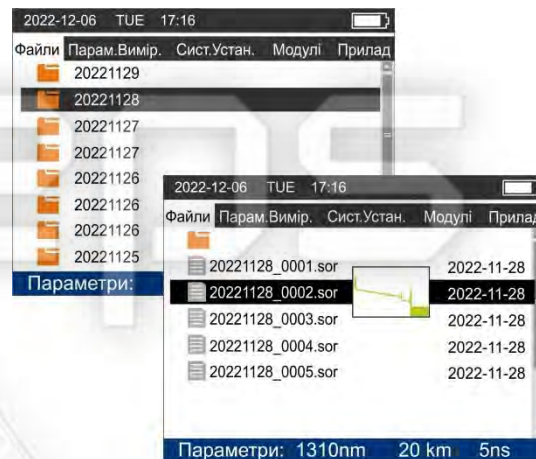 2022-12-06 TUE 17:16
Файли Парам.Вимір. Сист.Устан. Модулі Прилад
20221129
20221128
20221127
20221127
20221126
20221126
20221126
20221125
Параметри:
2022-12-06 TUE 17:16
Файли Парам.Вимір. Сист.Устан. Модулі Прилад
20221128_0001.sor 2022-11-28
20221128_0002.sor 2022-11-28
20221128_0003.sor 2022-11-28
20221128_0004.sor 2022-11-28
20221128_0005.sor 2022-11-28
Параметри: 1310nm 20 km 5ns